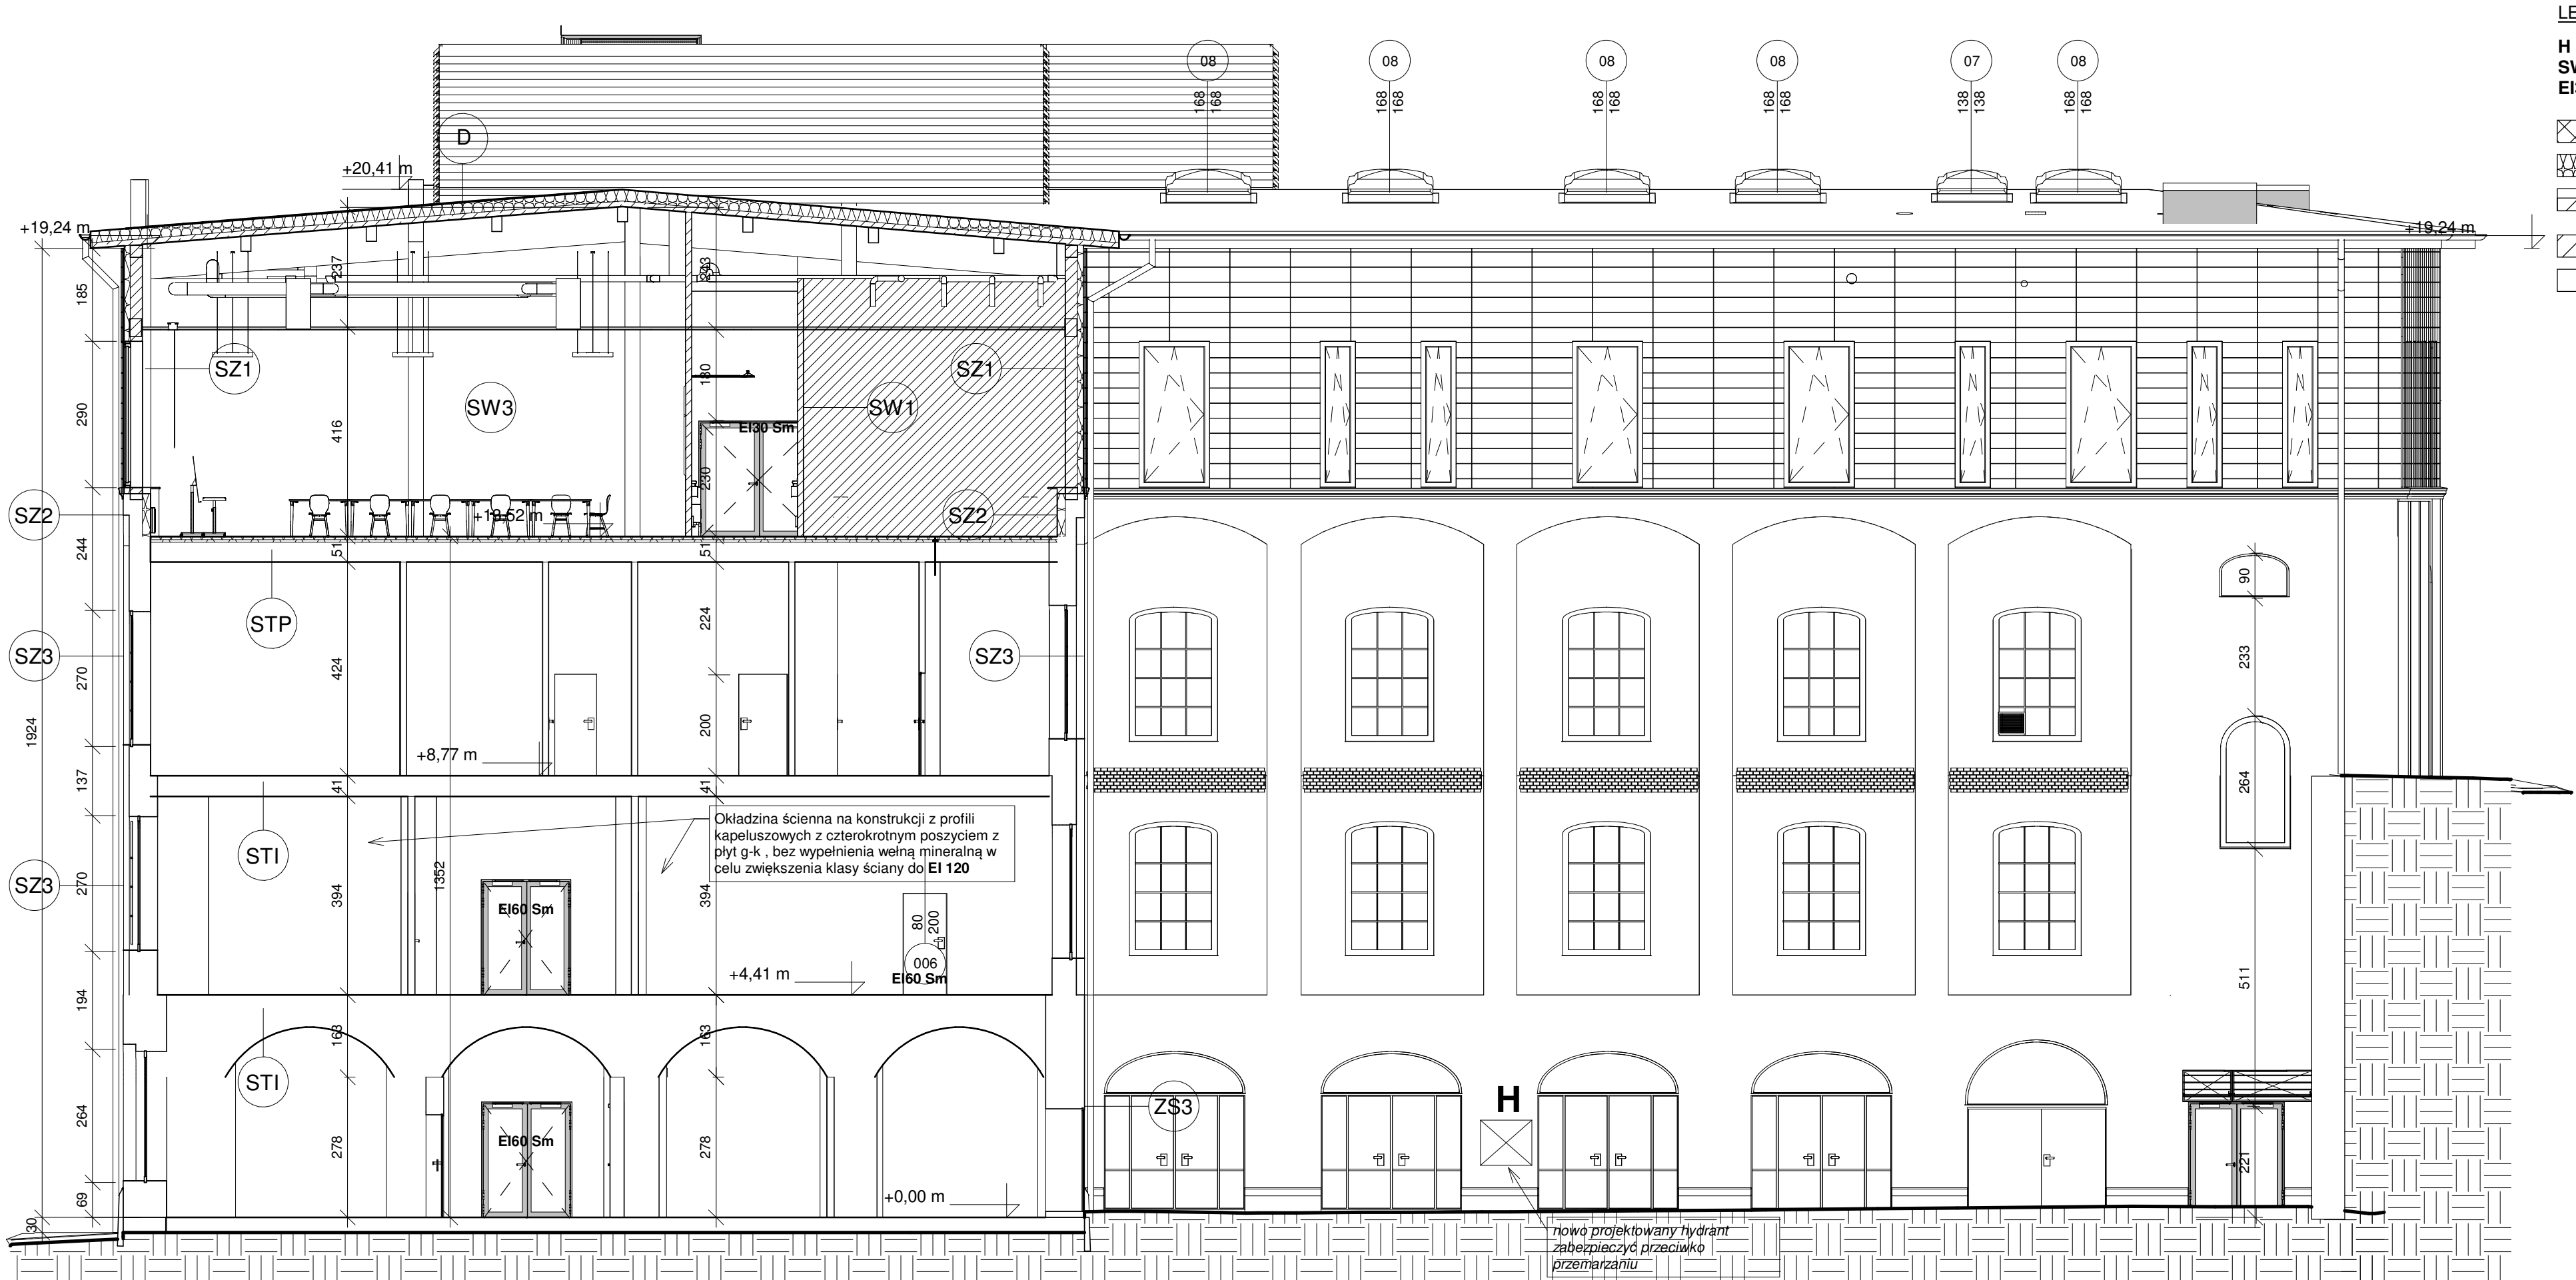 LE
H
SW
EI
08
08
08
08
07
08
168 168
168 168
168 168
168 168
138 138
168 168
D
+20,41 m
+19,24 m
+19,24 m
185
237
SZ1
SZ1
180
290
SW3
SW1
416
EI30 Sm
230
SZ2
SZ2
+13,52 m
244
51
51
90
STP
224
SZ3
SZ3
270
424
233
1924
200
+8,77 m
137
41
41
264
Okładzina ścienna na konstrukcji z profili
kapeluszowych z czterokrotnym poszyciem z
płyt g-k , bez wypełnienia wełną mineralną w
celu zwiększenia klasy ściany do EI 120
STI
SZ3
270
1352
394
394
EI60 Sm
80
200
006
EI60 Sm
+4,41 m
194
511
163
163
STI
264
278
278
EI60 Sm
ZS3
H
221
69
+0,00 m
30
nowo projektowany hydrant
zabezpieczyć przeciwko
przemarzaniu